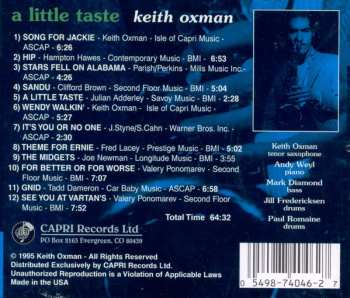 a little taste keith oxman
1) SONG FOR JACKIE - Keith Oxman - Isle of Capri Music -
ASCAP - 6:26
2) HIP - Hampton Hawes - Contemporary Music - BMI - 6:53
3) STARS FELL ON ALABAMA - Parish/Perkins - Mills Music Inc. -
ASCAP - 4:26
4) SANDU - Clifford Brown - Second Floor Music - BMI - 5:04
5) A LITTLE TASTE - Julian Adderley - Savoy Music - BMI - 2:28
6) WENDY WALKIN' - Keith Oxman - Isle of Capri Music -
ASCAP - 5:27
7) IT'S YOU OR NO ONE - J.Styne/S.Cahn - Warner Bros. Inc. -
ASCAP - 2:30
8) THEME FOR ERNIE - Fred Lacey - Prestige Music - BMI - 5:02
9) THE MIDGETS - Joe Newman - Longitude Music - BMI - 3:55
10) FOR BETTER OR FOR WORSE - Valery Ponomarev - Second
Floor Music - BMI - 5:37
11) GNID - Tadd Dameron - Car Baby Music - ASCAP - 6:58
12) SEE YOU AT VARTAN'S - Valery Ponomarev - Second Floor
Music - BMI - 7:07
Total Time 64:32
Keith Oxman
tenor saxophone
Andy Weyl
piano
Mark Diamond
bass
Jill Fredericksen
drums
Paul Romaine
drums
CAPRI Records Ltd
PO Box 3163 Evergreen, CO 80439
© 1995 Keith Oxman - All Rights Reserved
Distributed Exclusively by CAPRI Records Ltd.
Unauthorized Reproduction is a Violation of Applicable Laws
Made in the USA
0 5498-74046-2 7